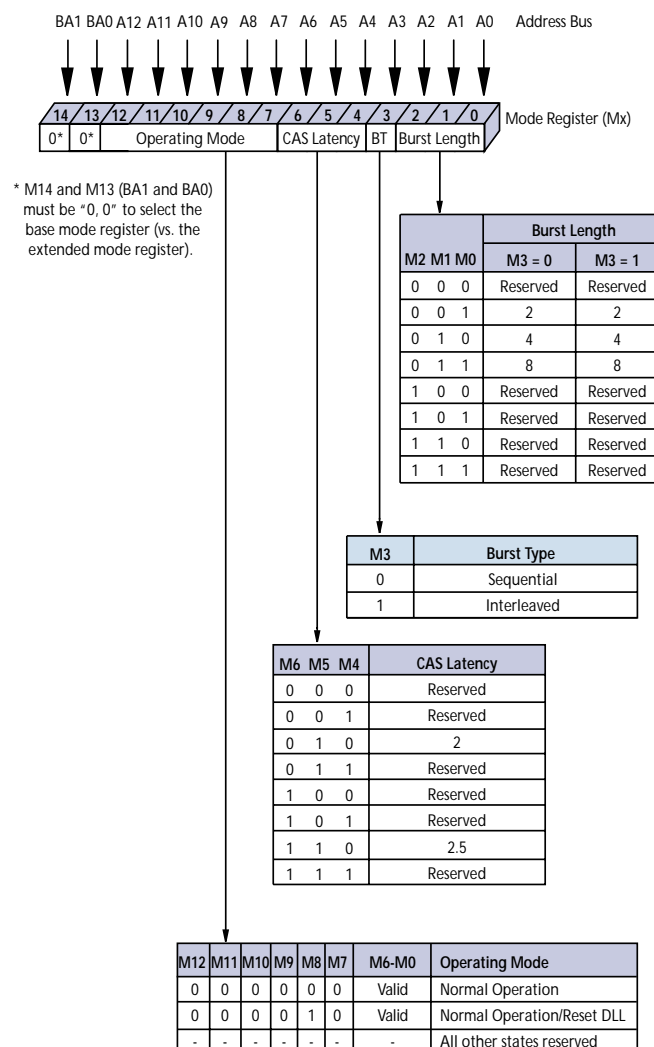 BA1 BA0 A12 A11 A10 A9 A8 A7 A6 A5 A4 A3 A2 A1 A0 Address Bus
14 13 12 11 10 9 8 7 6 5 4 3 2 1 0 Mode Register (Mx)
0* 0* Operating Mode CAS Latency BT Burst Length
* M14 and M13 (BA1 and BA0)
must be "0, 0" to select the
base mode register (vs. the
extended mode register).
Burst Length
M2 M1 M0 M3 = 0 M3 = 1
0 0 0 Reserved Reserved
0 0 1 2 2
0 1 0 4 4
0 1 1 8 8
1 0 0 Reserved Reserved
1 0 1 Reserved Reserved
1 1 0 Reserved Reserved
1 1 1 Reserved Reserved
M3 Burst Type
0 Sequential
1 Interleaved
M6 M5 M4 CAS Latency
0 0 0 Reserved
0 0 1 Reserved
0 1 0 2
0 1 1 Reserved
1 0 0 Reserved
1 0 1 Reserved
1 1 0 2.5
1 1 1 Reserved
M12 M11 M10 M9 M8 M7 M6-M0 Operating Mode
0 0 0 0 0 0 Valid Normal Operation
0 0 0 0 1 0 Valid Normal Operation/Reset DLL
- - - - - - - All other states reserved